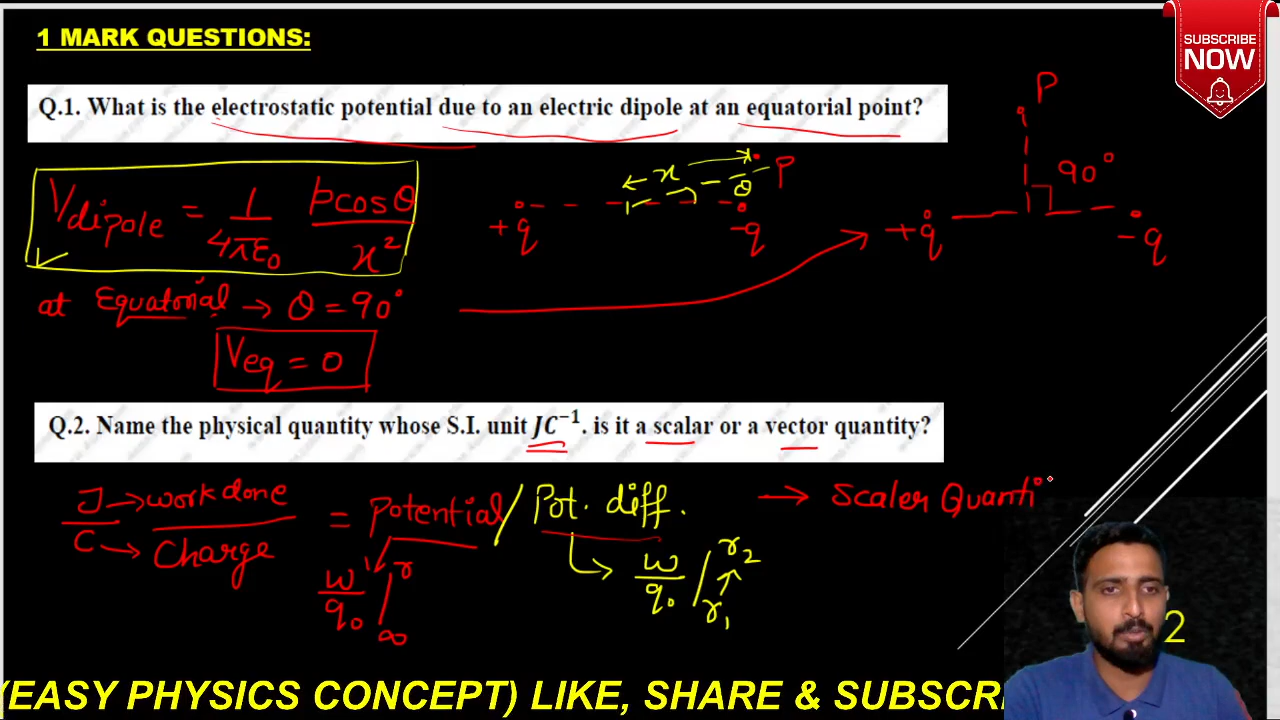 1 MARK QUESTIONS:
SUBSCRIBE
NOW
Q.1. What is the electrostatic potential due to an electric dipole at an equatorial point?
Vdipole = 1/4πε₀ pcosθ/x²
x
θ
P
+q
-q
P
90°
+q
-q
at Equatorial → θ = 90°
Veq = 0
Q.2. Name the physical quantity whose S.I. unit JC⁻¹. is it a scalar or a vector quantity?
J → work done
C → Charge
= Potential / Pot. diff.
→ Scaler Quanti
w/q₀ / r ∞
w/q₀ / r₂ r₁
2
(EASY PHYSICS CONCEPT) LIKE, SHARE & SUBSCRI